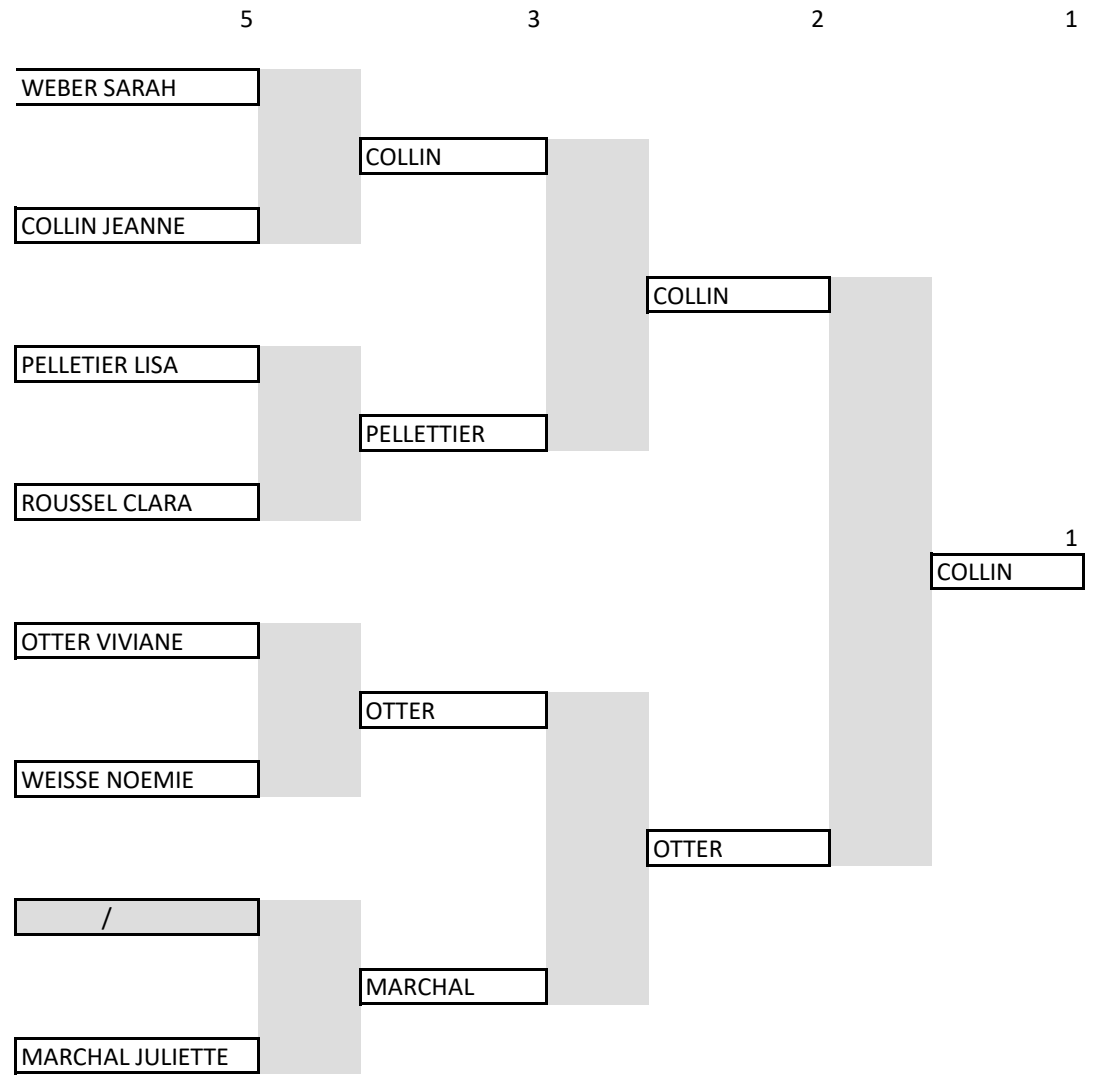 5 3 2 1
WEBER SARAH
COLLIN
COLLIN JEANNE
COLLIN
PELLETIER LISA
PELLETTIER
ROUSSEL CLARA
1
COLLIN
OTTER VIVIANE
OTTER
WEISSE NOEMIE
OTTER
/
MARCHAL
MARCHAL JULIETTE